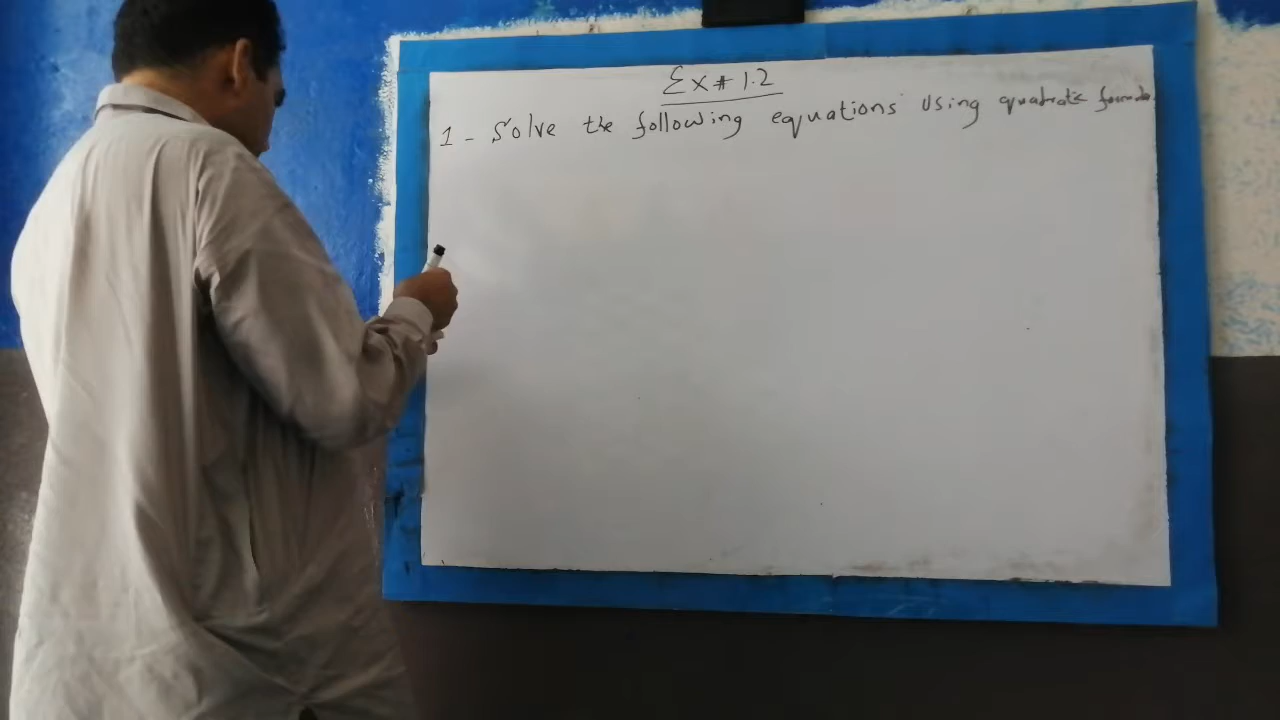 Ex # 1.2
1 - Solve the following equations using quadratic formula